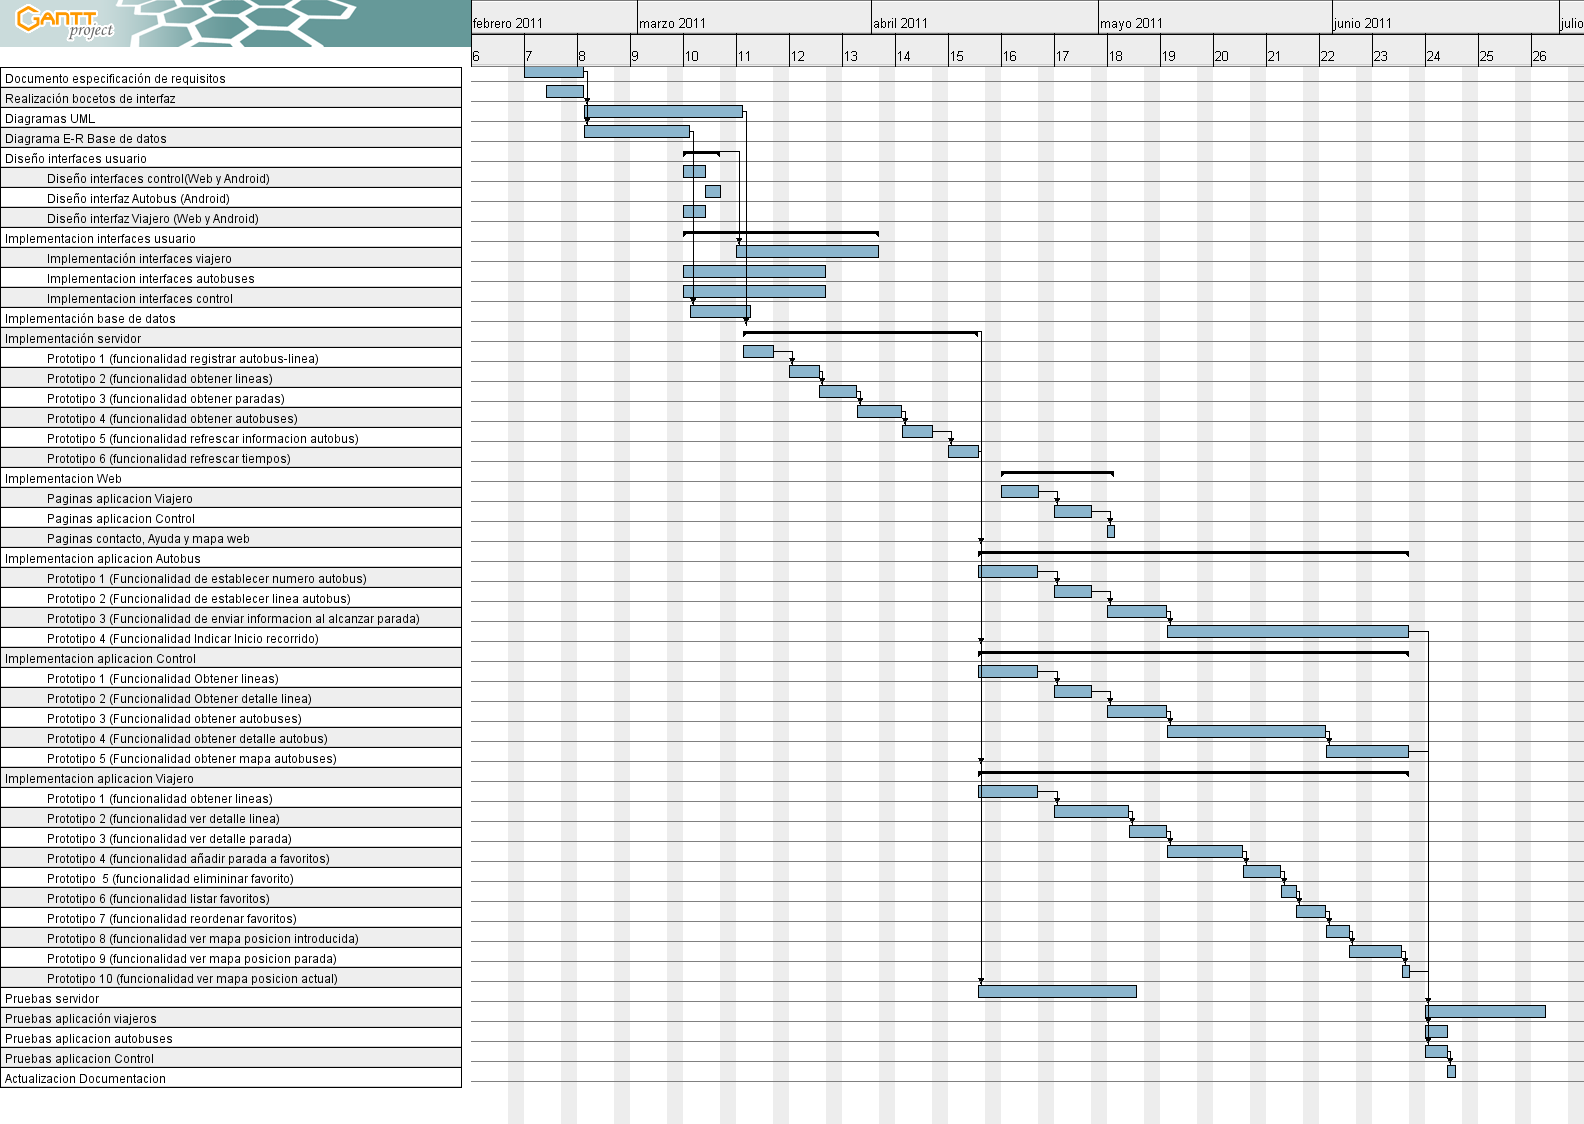 GANTT
project
febrero 2011 marzo 2011 abril 2011 mayo 2011 junio 2011 julio
6 7 8 9 10 11 12 13 14 15 16 17 18 19 20 21 22 23 24 25 26
Documento especificación de requisitos
Realización bocetos de interfaz
Diagramas UML
Diagrama E-R Base de datos
Diseño interfaces usuario
Diseño interfaces control(Web y Android)
Diseño interfaz Autobus (Android)
Diseño interfaz Viajero (Web y Android)
Implementacion interfaces usuario
Implementación interfaces viajero
Implementacion interfaces autobuses
Implementacion interfaces control
Implementación base de datos
Implementación servidor
Prototipo 1 (funcionalidad registrar autobus-linea)
Prototipo 2 (funcionalidad obtener lineas)
Prototipo 3 (funcionalidad obtener paradas)
Prototipo 4 (funcionalidad obtener autobuses)
Prototipo 5 (funcionalidad refrescar informacion autobus)
Prototipo 6 (funcionalidad refrescar tiempos)
Implementacion Web
Paginas aplicacion Viajero
Paginas aplicacion Control
Paginas contacto, Ayuda y mapa web
Implementacion aplicacion Autobus
Prototipo 1 (Funcionalidad de establecer numero autobus)
Prototipo 2 (Funcionalidad de establecer linea autobus)
Prototipo 3 (Funcionalidad de enviar informacion al alcanzar parada)
Prototipo 4 (Funcionalidad Indicar Inicio recorrido)
Implementacion aplicacion Control
Prototipo 1 (Funcionalidad Obtener lineas)
Prototipo 2 (Funcionalidad Obtener detalle linea)
Prototipo 3 (Funcionalidad obtener autobuses)
Prototipo 4 (Funcionalidad obtener detalle autobus)
Prototipo 5 (Funcionalidad obtener mapa autobuses)
Implementacion aplicacion Viajero
Prototipo 1 (funcionalidad obtener lineas)
Prototipo 2 (funcionalidad ver detalle linea)
Prototipo 3 (funcionalidad ver detalle parada)
Prototipo 4 (funcionalidad añadir parada a favoritos)
Prototipo  5 (funcionalidad elimininar favorito)
Prototipo 6 (funcionalidad listar favoritos)
Prototipo 7 (funcionalidad reordenar favoritos)
Prototipo 8 (funcionalidad ver mapa posicion introducida)
Prototipo 9 (funcionalidad ver mapa posicion parada)
Prototipo 10 (funcionalidad ver mapa posicion actual)
Pruebas servidor
Pruebas aplicación viajeros
Pruebas aplicacion autobuses
Pruebas aplicacion Control
Actualizacion Documentacion